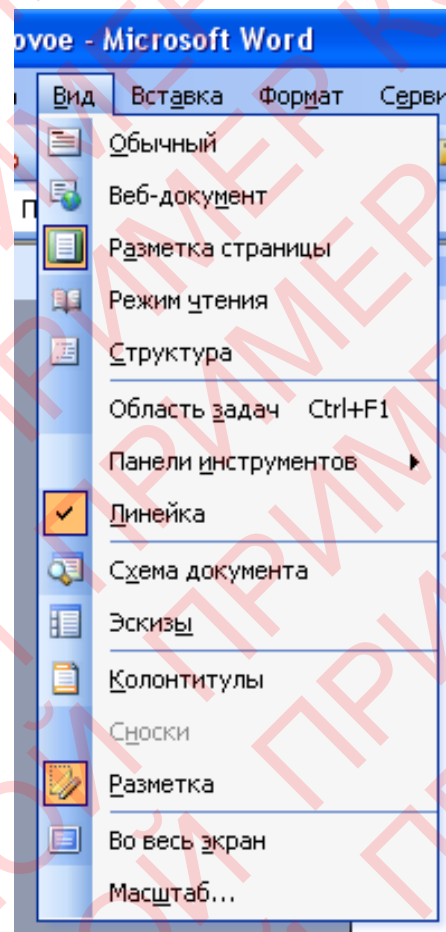 ovoe - Microsoft Word
Вид Вставка Формат Серви
П
Обычный
Веб-документ
Разметка страницы
Режим чтения
Структура
Область задач Ctrl+F1
Панели инструментов
Линейка
Схема документа
Эскизы
Колонтитулы
Сноски
Разметка
Во весь экран
Масштаб...
ПРИМЕР